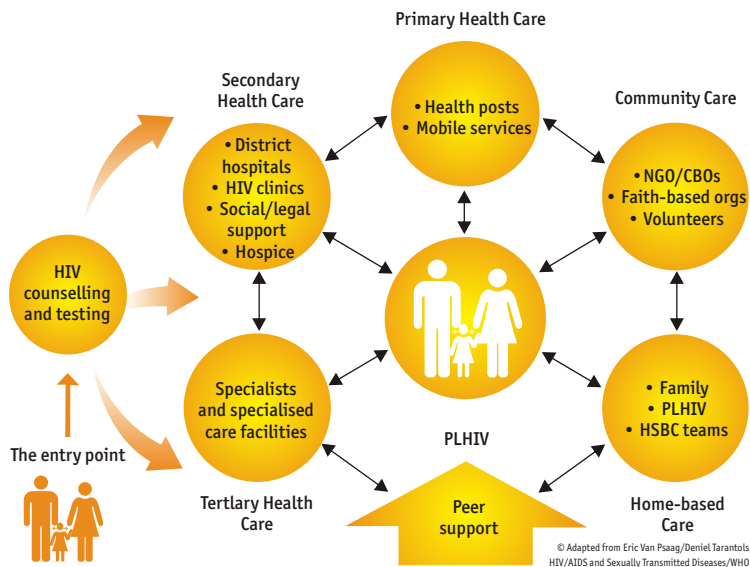 Primary Health Care
Secondary
Health Care
Community Care
• Health posts
• Mobile services
• District
hospitals
• HIV clinics
• Social/legal
support
• Hospice
• NGO/CBOs
• Faith-based orgs
• Volunteers
HIV
counselling
and testing
Specialists
and specialised
care facilities
• Family
• PLHIV
• HSBC teams
The entry point
PLHIV
Tertlary Health
Care
Peer
support
Home-based
Care
© Adapted from Eric Van Psaag/Deniel Tarantols
HIV/AIDS and Sexually Transmitted Diseases/WHO